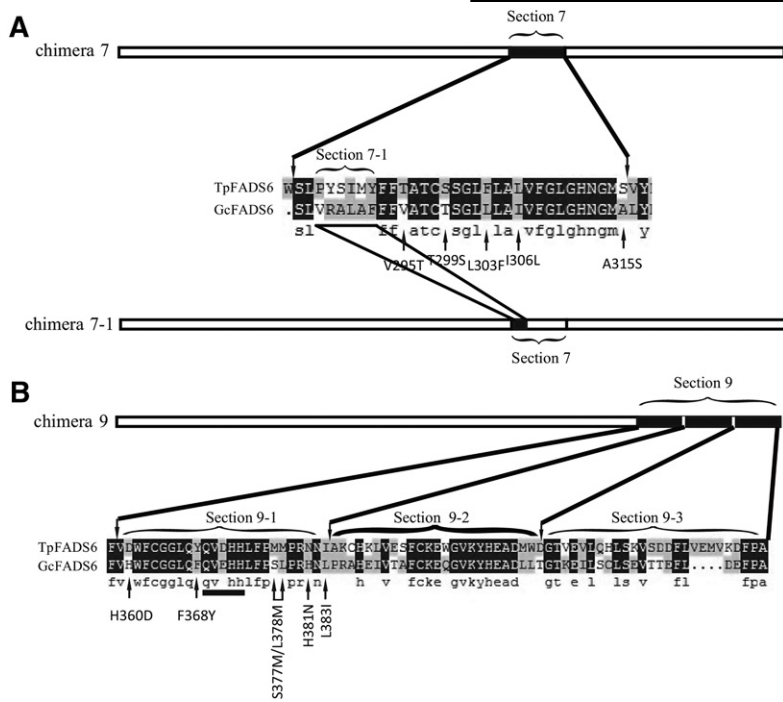 Section 7
A
chimera 7
Section 7-1
TpFADS6 WSLPYSIMYFFTATCSSGLFLALVFGLGHNGMSVY
GcFADS6 .SLVRALAFFFVATCTSGLLLAIVFGLGHNGMALY
sl ff atc sgl la vfglghngm y
V295T T299S L303F I306L A315S
chimera 7-1
Section 7
B
Section 9
chimera 9
Section 9-1 Section 9-2 Section 9-3
TpFADS6 FVDWFCGGLQYQVDHHLFPMMPRNNIAKCHKLVESFCKEWGVKYHEADMWDGTVEVLQHLSKVSDDFLVEMVKDFPA
GcFADS6 FVHWFCGGLQFQVEHHLFPSLPRHNLPRAHEIVTAFCKEQGVKYHEADLLTGTKEILSCLSEVTTEFL....DEFPA
fv wfcgglq qv hhlfp pr n h v fcke gvkyhead gt e l ls v fl fpa
H360D F368Y S377M/L378M H381N L383I